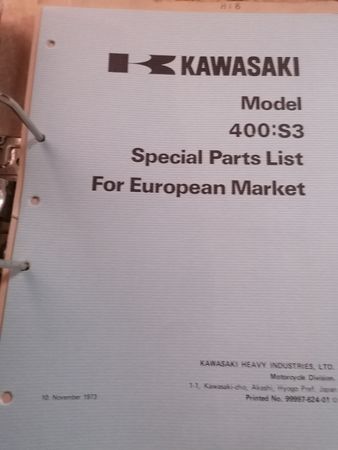 H1B
KAWASAKI
Model
400:S3
Special Parts List
For European Market
KAWASAKI HEAVY INDUSTRIES, LTD.
Motorcycle Division.
1-1, Kawasaki-cho, Akashi, Hyogo Pref. Japan
10 November 1973 Printed No. 99997-624-01